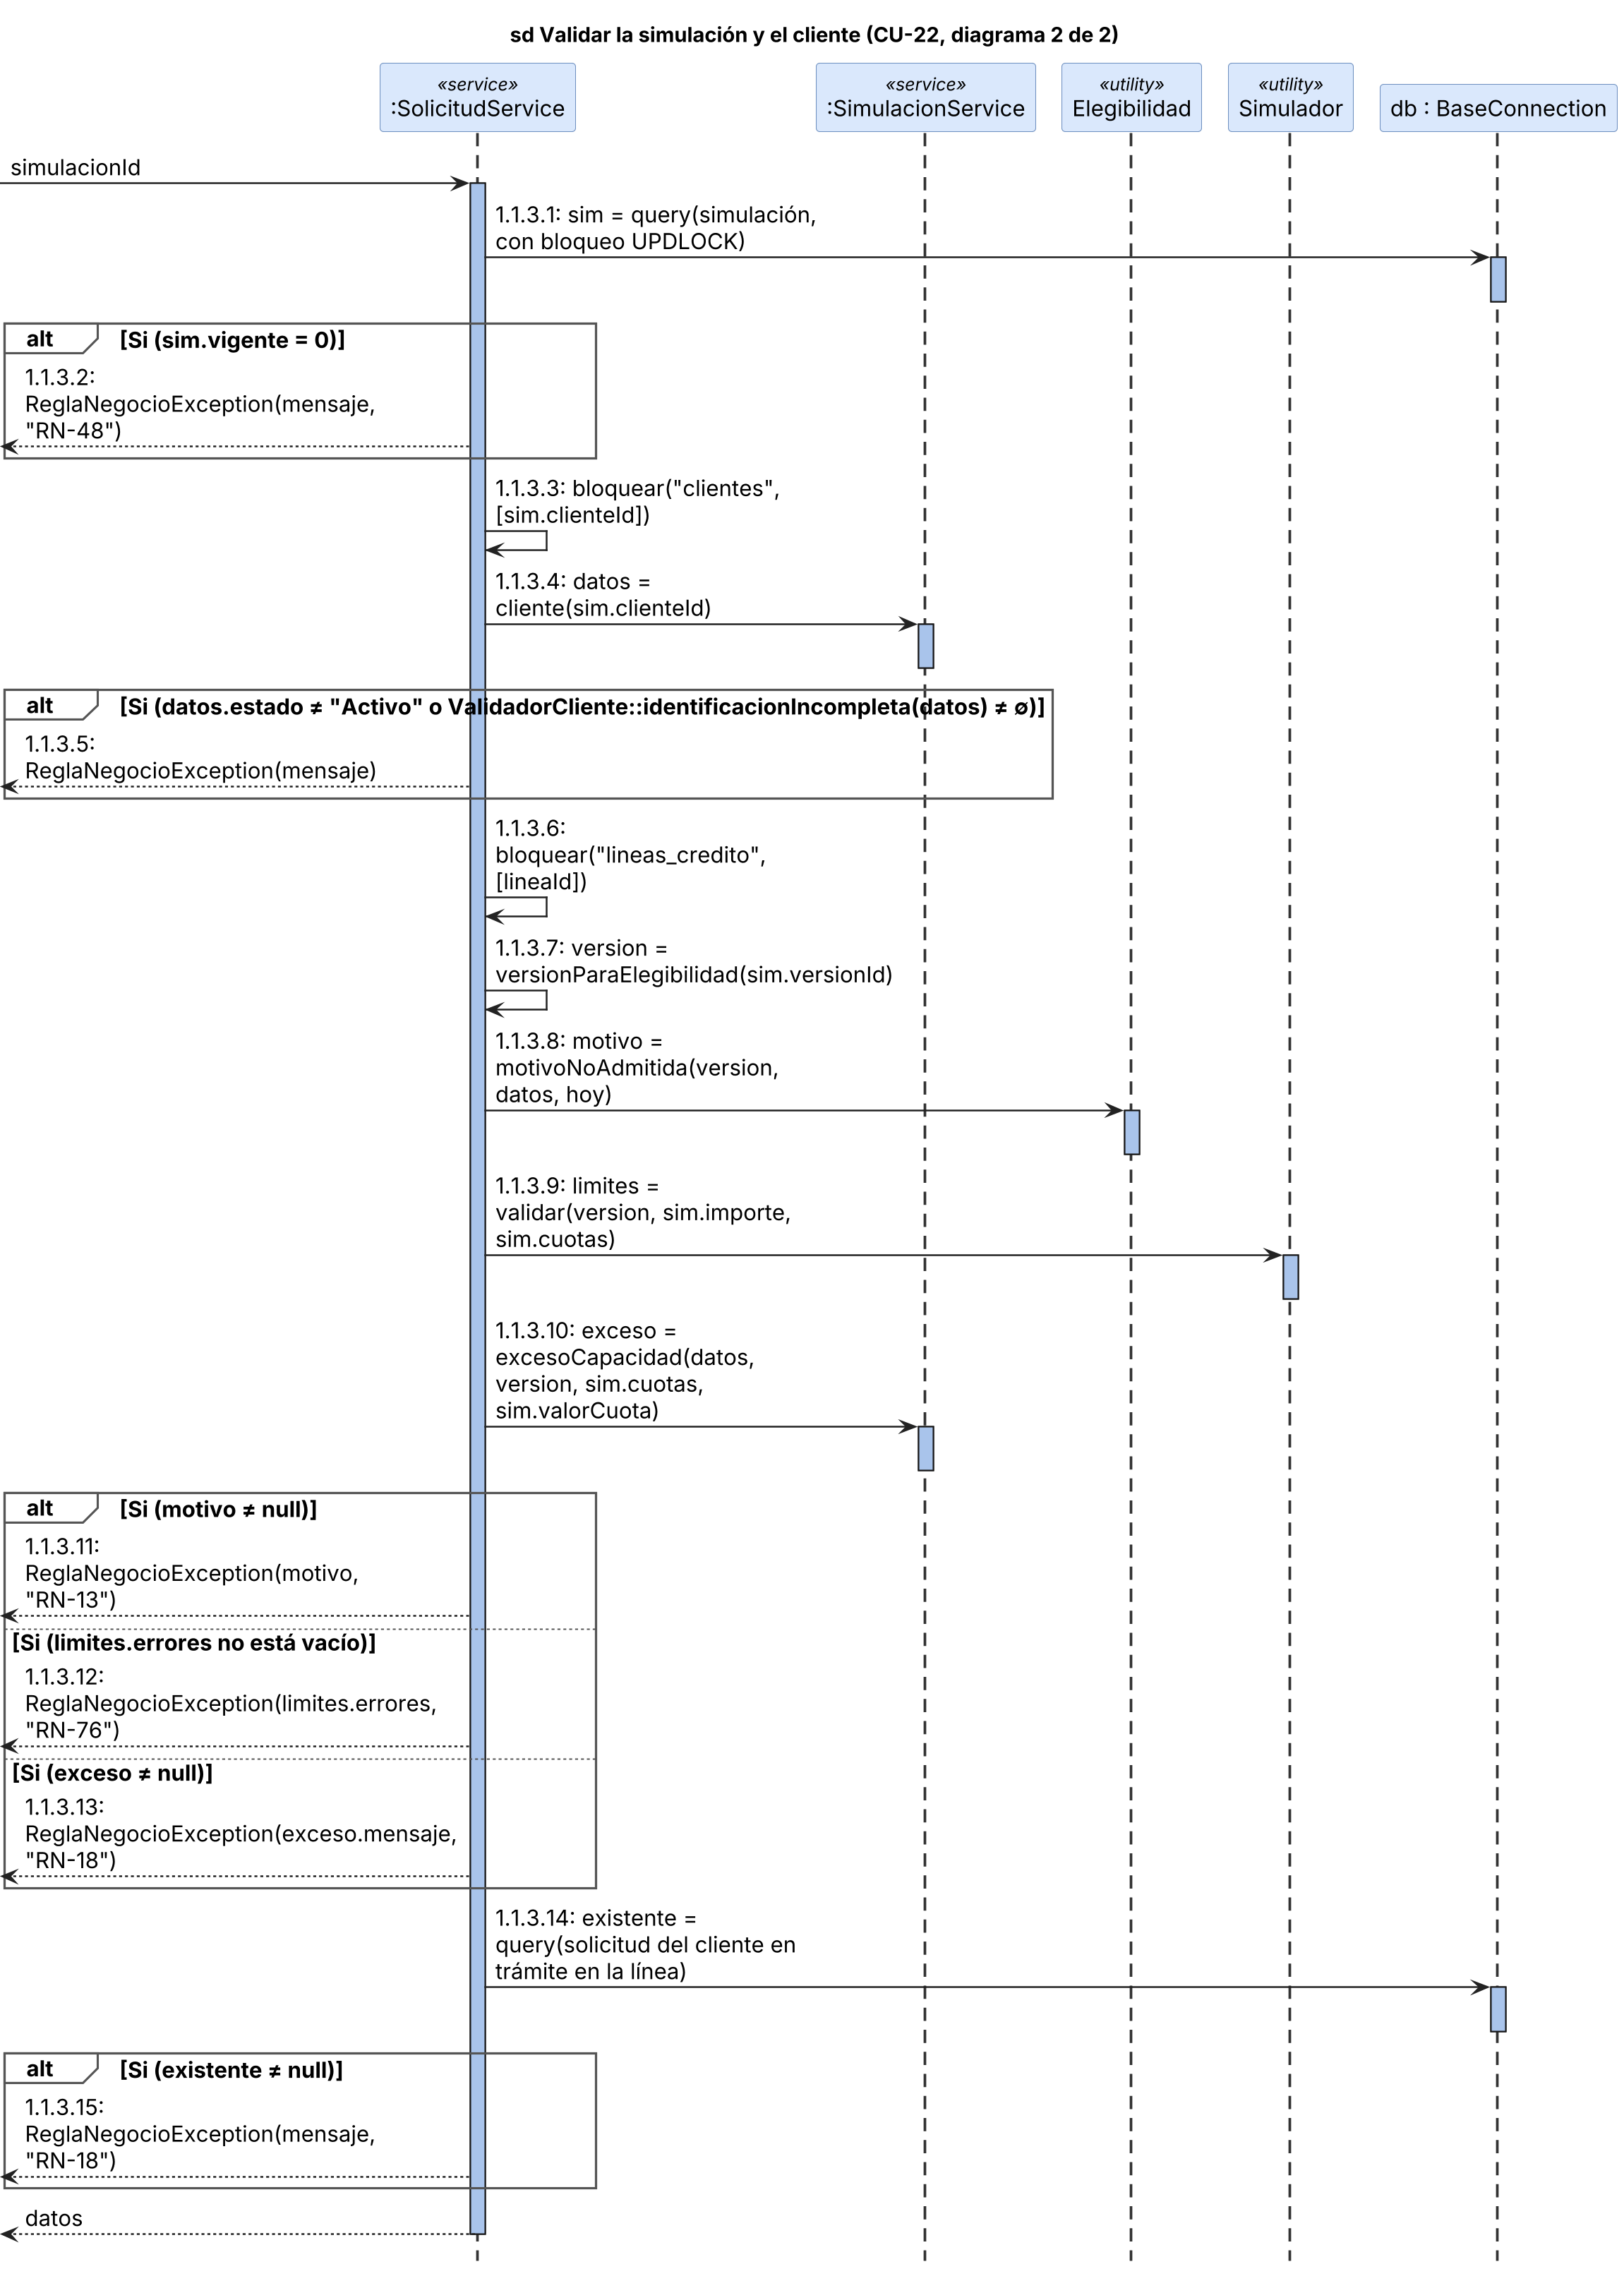 sd Validar la simulación y el cliente (CU-22, diagrama 2 de 2)
«service»
:SolicitudService
«service»
:SimulacionService
«utility»
Elegibilidad
«utility»
Simulador
db : BaseConnection
simulacionId
1.1.3.1: sim = query(simulación,
con bloqueo UPDLOCK)
alt [Si (sim.vigente = 0)]
1.1.3.2:
ReglaNegocioException(mensaje,
"RN-48")
1.1.3.3: bloquear("clientes",
[sim.clienteId])
1.1.3.4: datos =
cliente(sim.clienteId)
alt [Si (datos.estado ≠ "Activo" o ValidadorCliente::identificacionIncompleta(datos) ≠ ∅)]
1.1.3.5:
ReglaNegocioException(mensaje)
1.1.3.6:
bloquear("lineas_credito",
[lineaId])
1.1.3.7: version =
versionParaElegibilidad(sim.versionId)
1.1.3.8: motivo =
motivoNoAdmitida(version,
datos, hoy)
1.1.3.9: limites =
validar(version, sim.importe,
sim.cuotas)
1.1.3.10: exceso =
excesoCapacidad(datos,
version, sim.cuotas,
sim.valorCuota)
alt [Si (motivo ≠ null)]
1.1.3.11:
ReglaNegocioException(motivo,
"RN-13")
[Si (limites.errores no está vacío)]
1.1.3.12:
ReglaNegocioException(limites.errores,
"RN-76")
[Si (exceso ≠ null)]
1.1.3.13:
ReglaNegocioException(exceso.mensaje,
"RN-18")
1.1.3.14: existente =
query(solicitud del cliente en
trámite en la línea)
alt [Si (existente ≠ null)]
1.1.3.15:
ReglaNegocioException(mensaje,
"RN-18")
datos